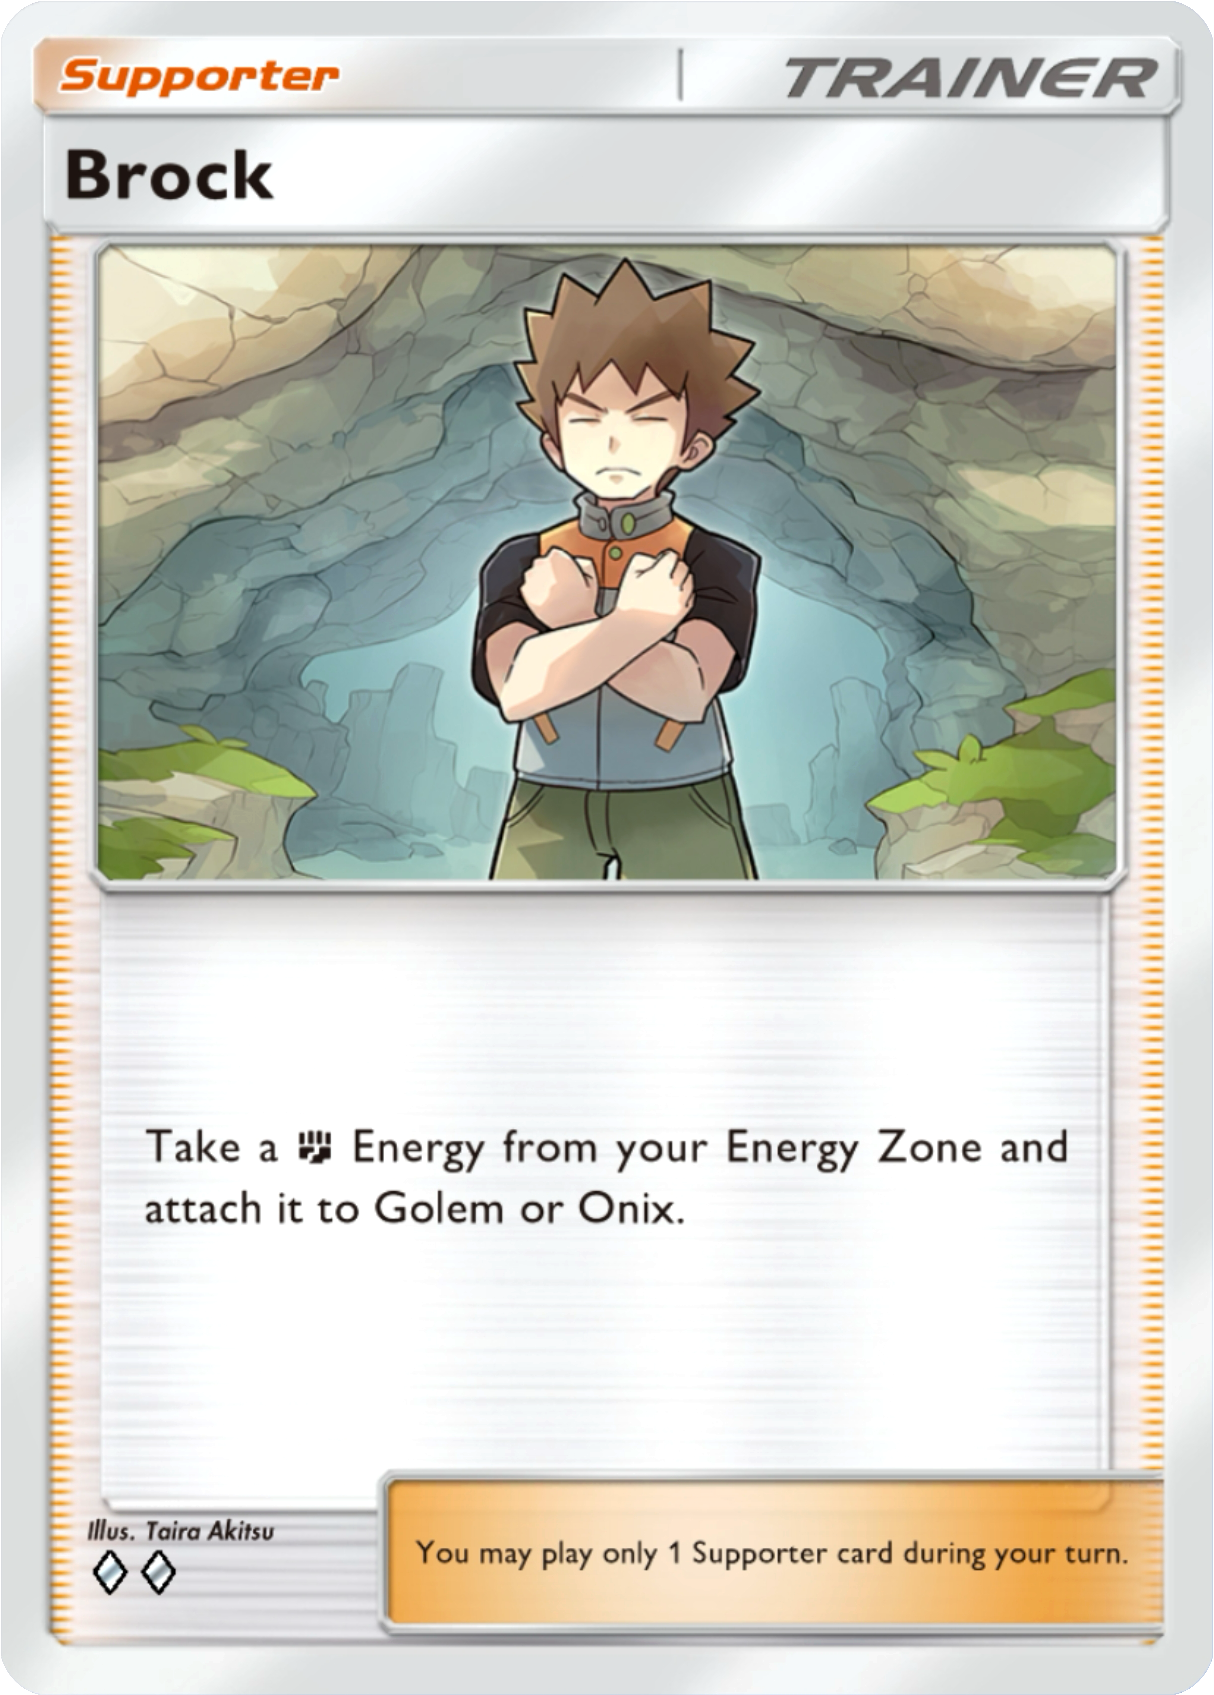 Supporter
TRAINER
Brock
Take a Energy from your Energy Zone and
attach it to Golem or Onix.
Illus. Taira Akitsu
You may play only 1 Supporter card during your turn.